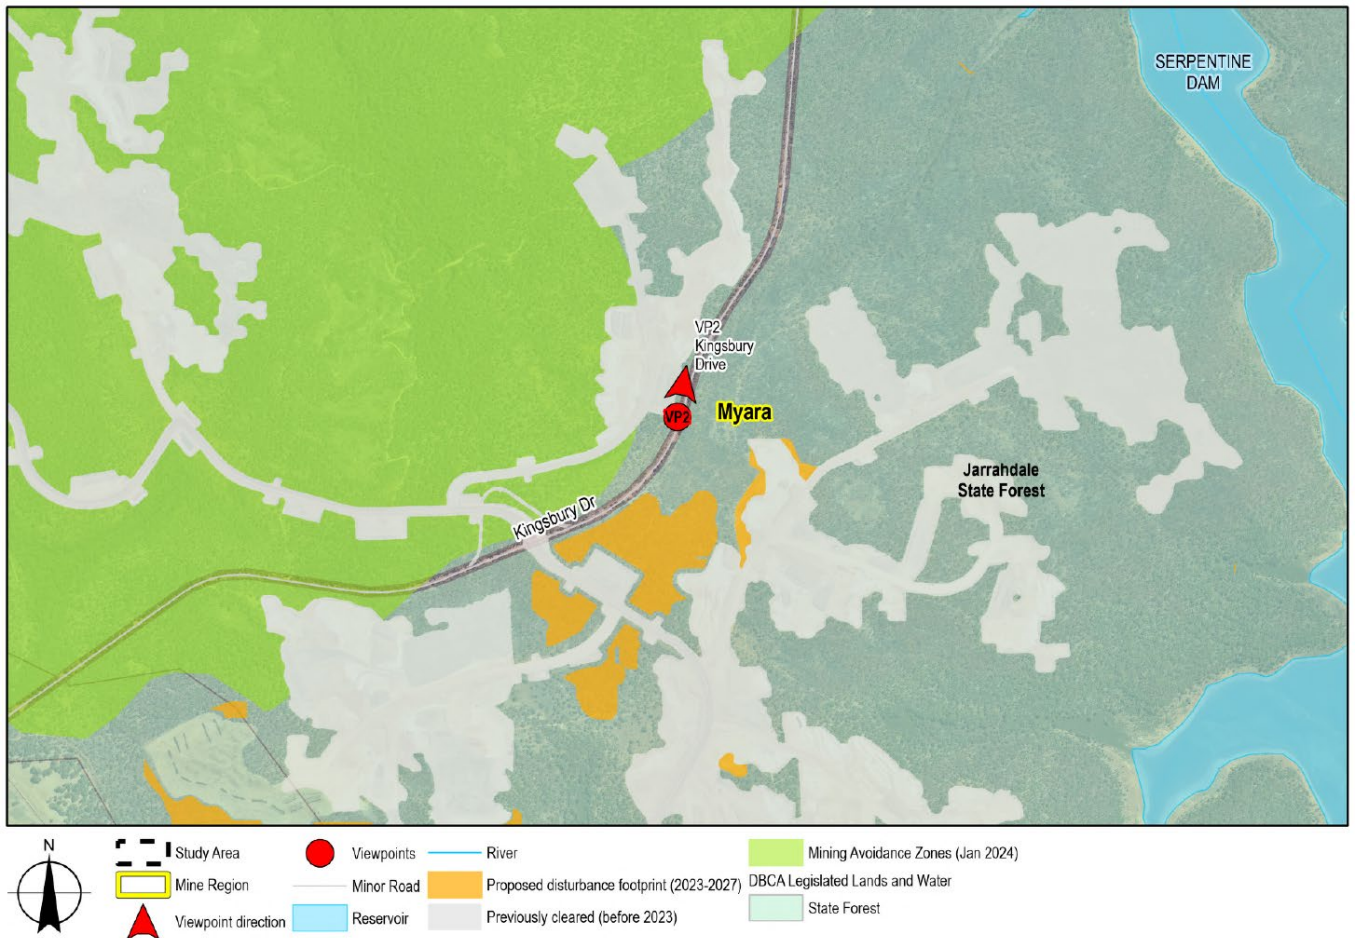 SERPENTINE
DAM
VP2
Kingsbury
Drive
VP2
Myara
Jarrahdale
State Forest
Kingsbury Dr
N
Study Area
Mine Region
Viewpoint direction
Viewpoints
Minor Road
Reservoir
River
Proposed disturbance footprint (2023-2027)
Previously cleared (before 2023)
Mining Avoidance Zones (Jan 2024)
DBCA Legislated Lands and Water
State Forest